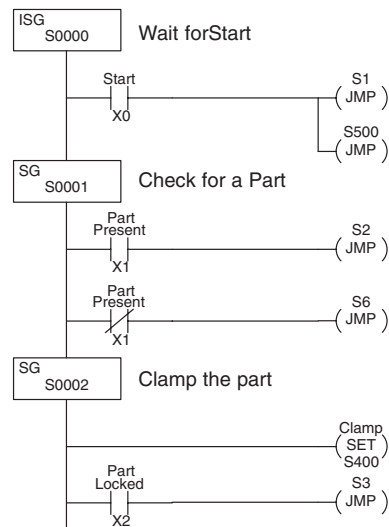 ISG
S0000
Wait forStart
Start
X0
S1
JMP
S500
JMP
SG
S0001
Check for a Part
Part
Present
X1
S2
JMP
Part
Present
X1
S6
JMP
SG
S0002
Clamp the part
Clamp
SET
S400
Part
Locked
X2
S3
JMP